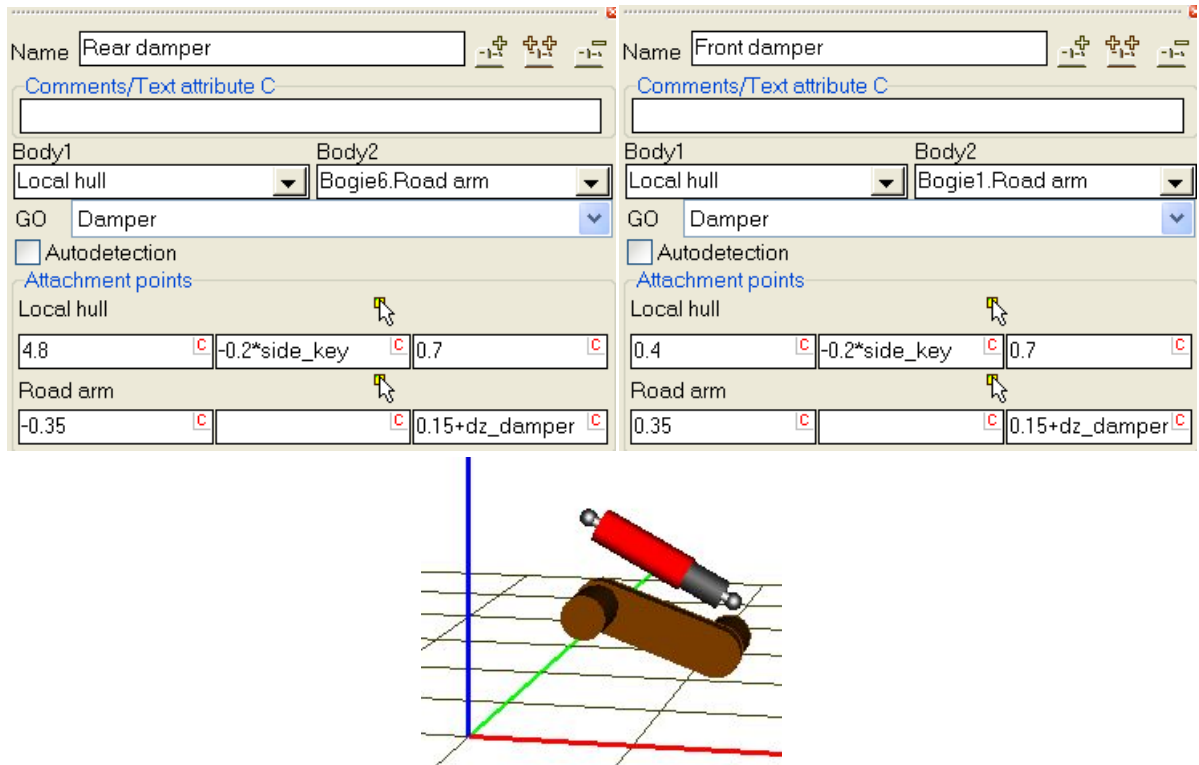 Name Rear damper
Comments/Text attribute C
Body1 Body2
Local hull Bogie6.Road arm
GO Damper
Autodetection
Attachment points
Local hull
4.8 C -0.2*side_key C 0.7 C
Road arm
-0.35 C C 0.15+dz_damper C
Name Front damper
Comments/Text attribute C
Body1 Body2
Local hull Bogie1.Road arm
GO Damper
Autodetection
Attachment points
Local hull
0.4 C -0.2*side_key C 0.7 C
Road arm
0.35 C C 0.15+dz_damper C